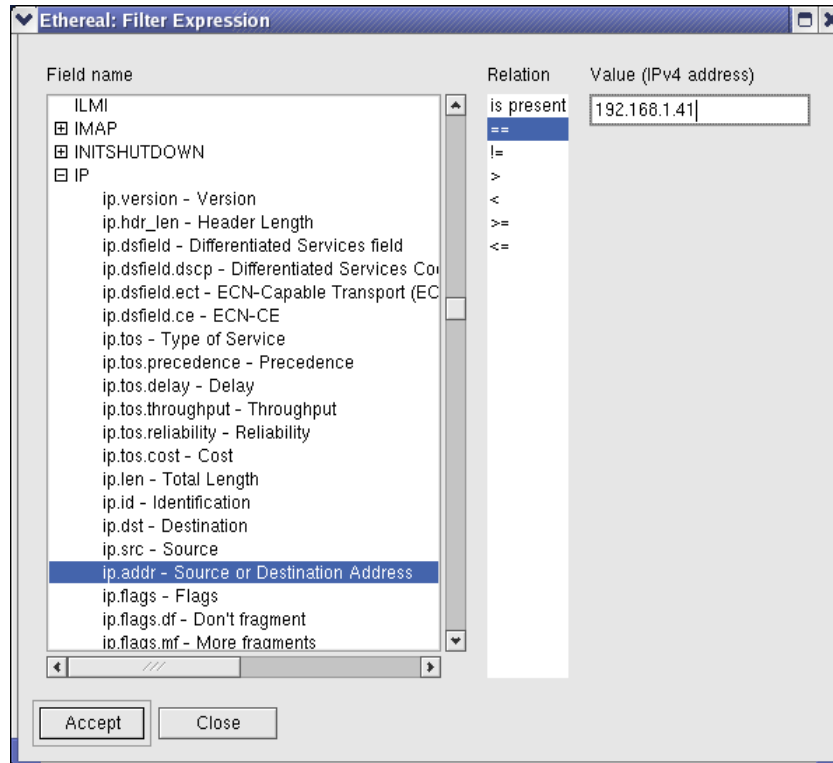 Ethereal: Filter Expression
Field name
Relation
Value (IPv4 address)
ILMI
IMAP
INITSHUTDOWN
IP
ip.version - Version
ip.hdr_len - Header Length
ip.dsfield - Differentiated Services field
ip.dsfield.dscp - Differentiated Services Co
ip.dsfield.ect - ECN-Capable Transport (EC
ip.dsfield.ce - ECN-CE
ip.tos - Type of Service
ip.tos.precedence - Precedence
ip.tos.delay - Delay
ip.tos.throughput - Throughput
ip.tos.reliability - Reliability
ip.tos.cost - Cost
ip.len - Total Length
ip.id - Identification
ip.dst - Destination
ip.src - Source
ip.addr - Source or Destination Address
ip.flags - Flags
ip.flags.df - Don't fragment
ip.flags.mf - More fragments
is present
==
!=
>
<
>=
<=
192.168.1.41
Accept
Close